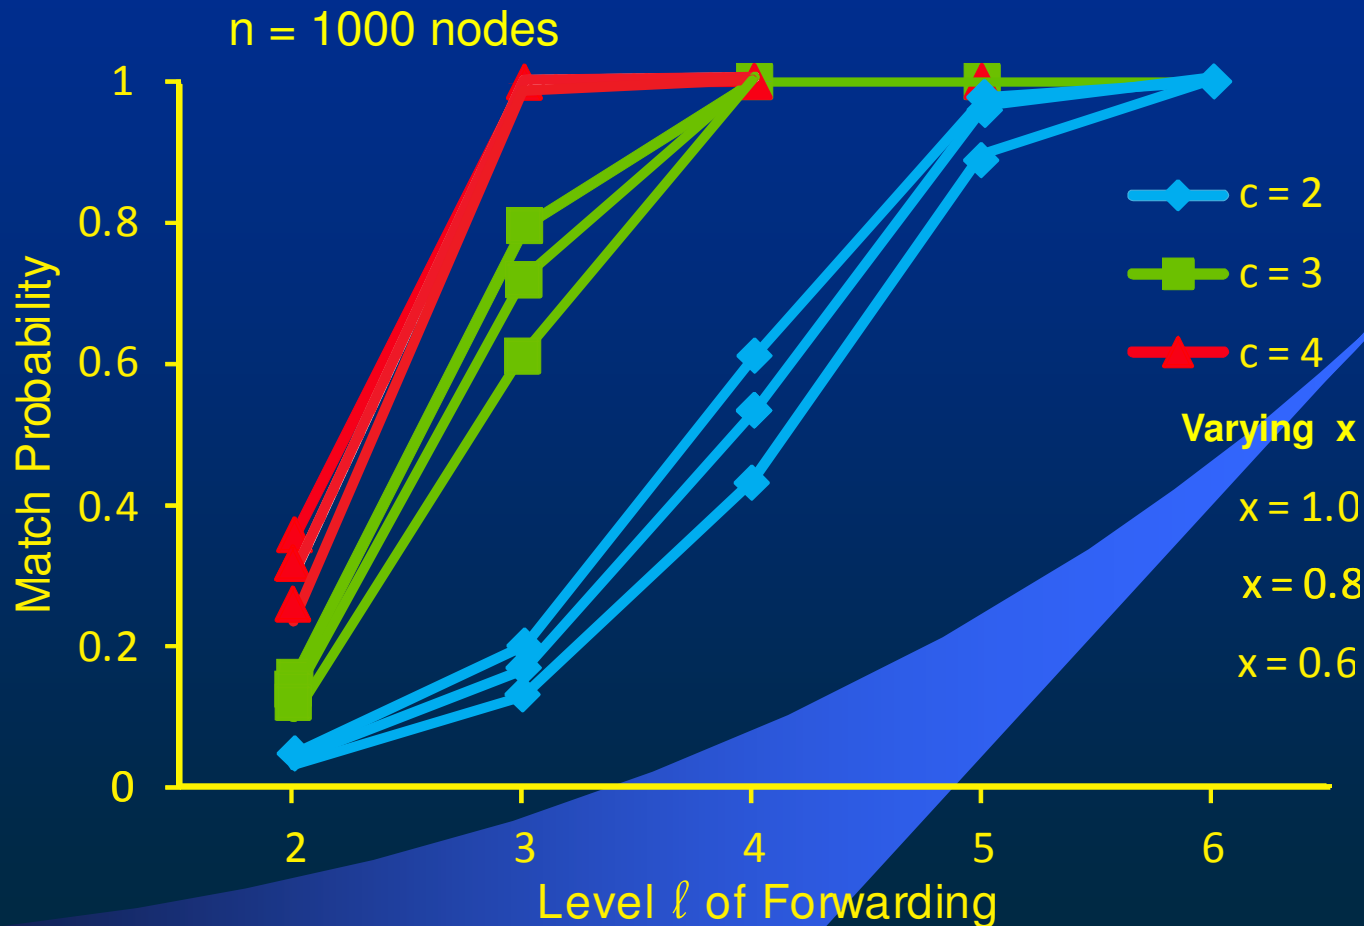 n = 1000 nodes
1
0.8
0.6
0.4
0.2
0
Match Probability
2 3 4 5 6
Level ℓ of Forwarding
c = 2
c = 3
c = 4
Varying x
x = 1.0
x = 0.8
x = 0.6